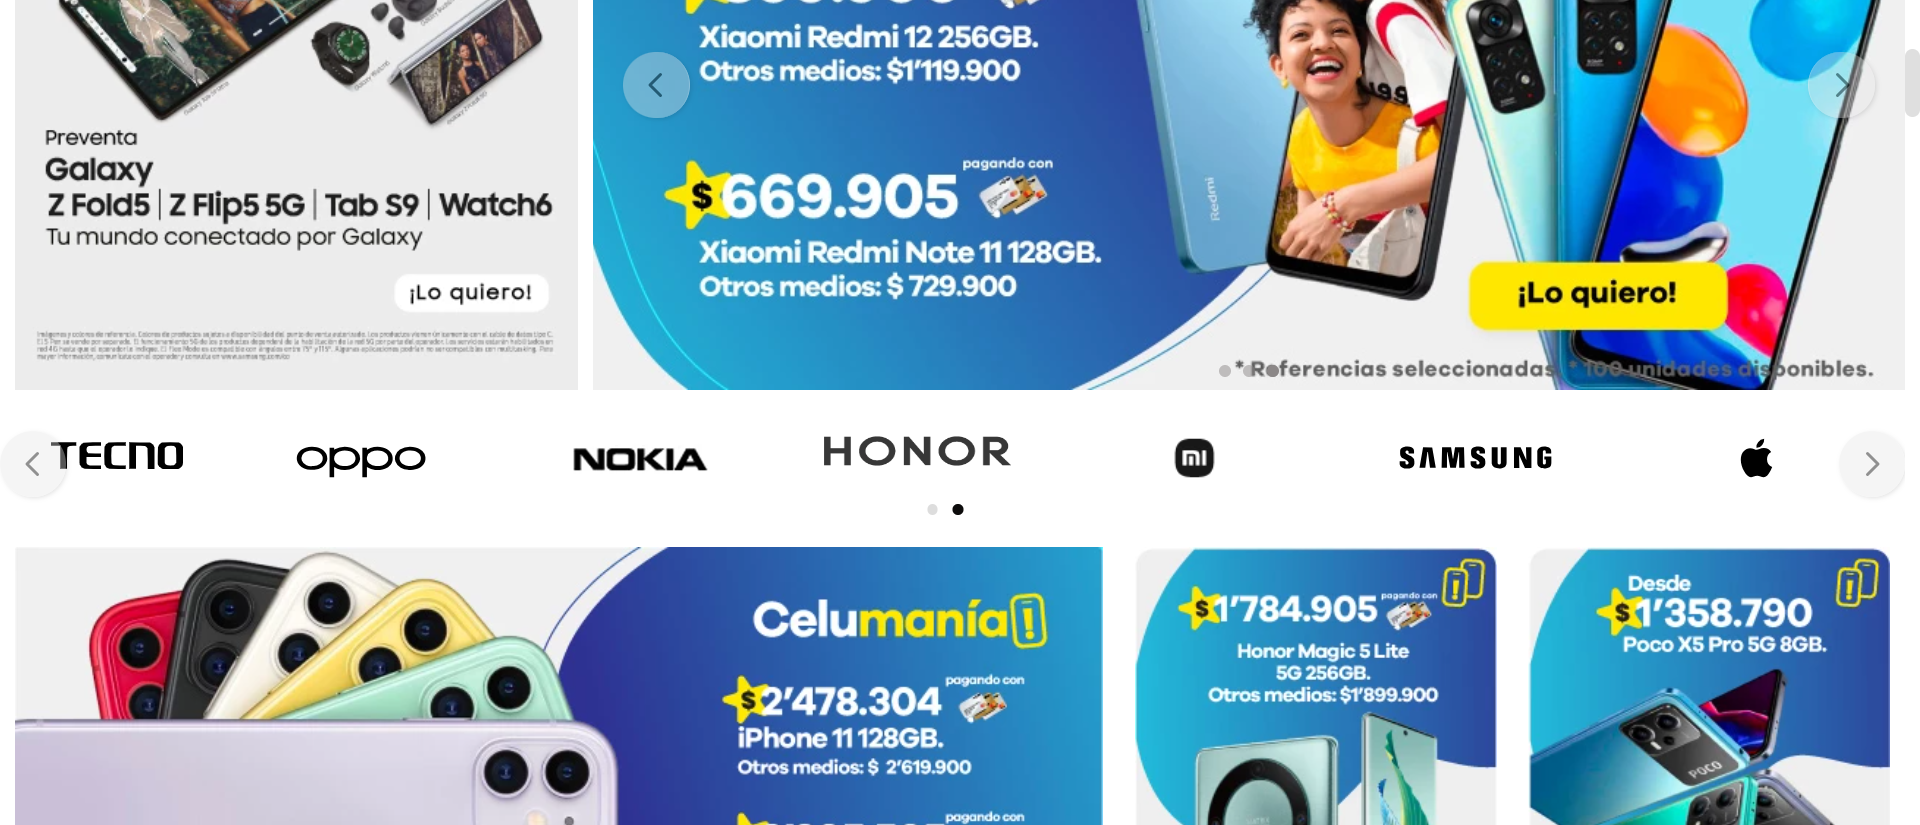 Preventa
Galaxy
Z Fold5 | Z Flip5 5G | Tab S9 | Watch6
Tu mundo conectado por Galaxy
¡Lo quiero!
Xiaomi Redmi 12 256GB.
Otros medios: $1'119.900
pagando con
$669.905
Xiaomi Redmi Note 11 128GB.
Otros medios: $ 729.900
Redmi
¡Lo quiero!
* Referencias seleccionadas * 100 unidades disponibles.
TECNO
oppo
NOKIA
HONOR
mi
SAMSUNG
Celumanía!
pagando con
$2'478.304
iPhone 11 128GB.
Otros medios: $ 2'619.900
pagando con
pagando con
$1'784.905
Honor Magic 5 Lite
5G 256GB.
Otros medios: $1'899.900
Desde
$1'358.790
Poco X5 Pro 5G 8GB.
POCO